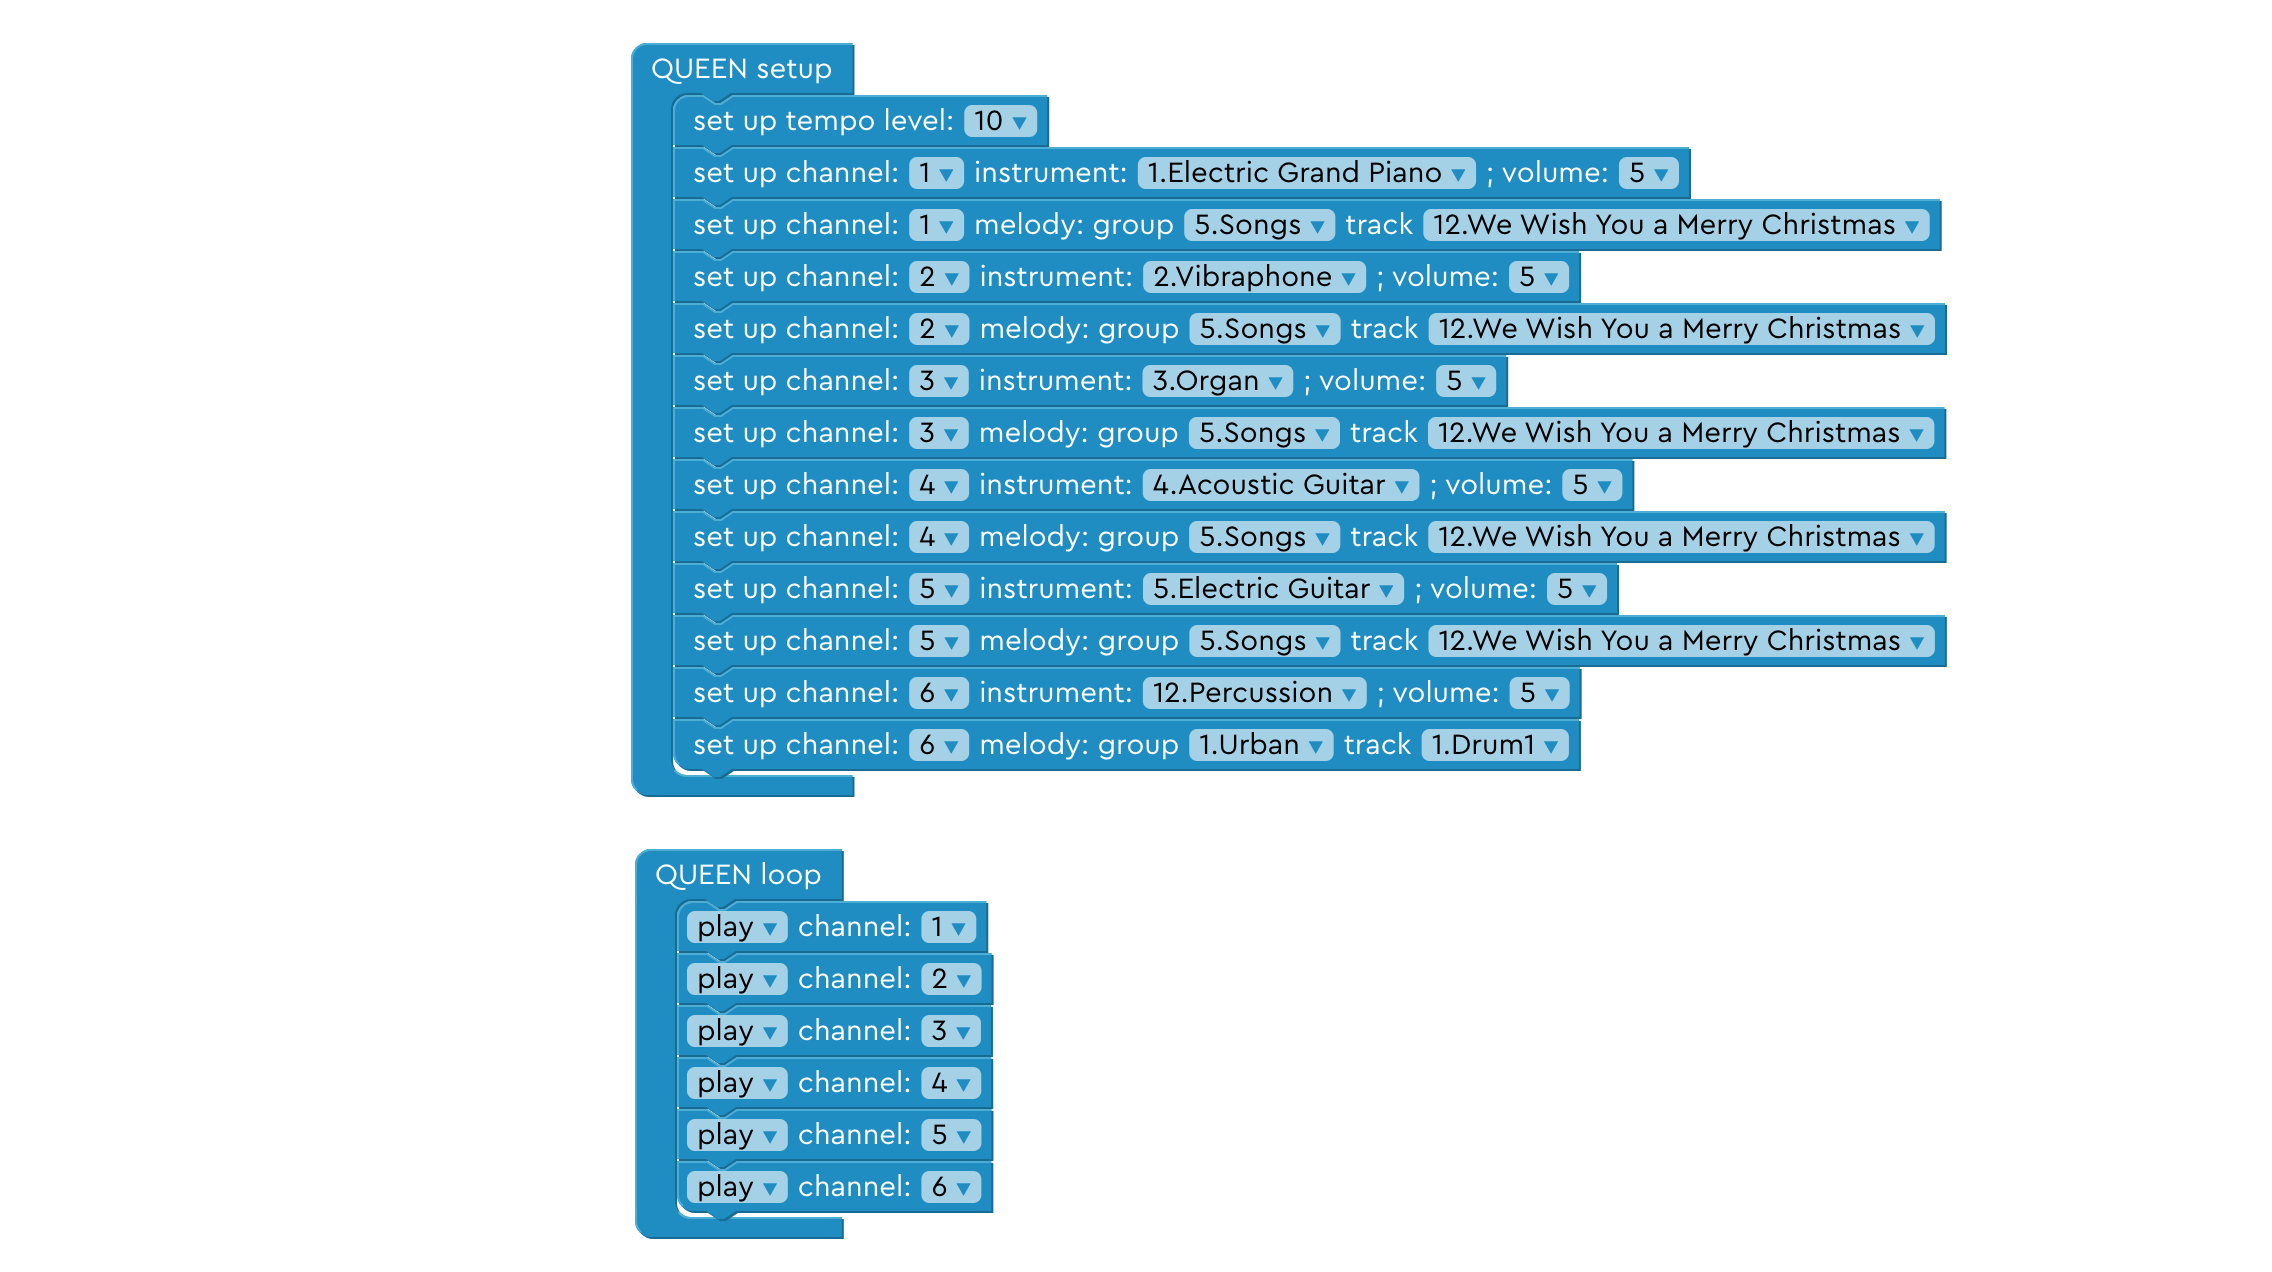 QUEEN setup
set up tempo level: 10
set up channel: 1 instrument: 1.Electric Grand Piano ; volume: 5
set up channel: 1 melody: group 5.Songs track 12.We Wish You a Merry Christmas
set up channel: 2 instrument: 2.Vibraphone ; volume: 5
set up channel: 2 melody: group 5.Songs track 12.We Wish You a Merry Christmas
set up channel: 3 instrument: 3.Organ ; volume: 5
set up channel: 3 melody: group 5.Songs track 12.We Wish You a Merry Christmas
set up channel: 4 instrument: 4.Acoustic Guitar ; volume: 5
set up channel: 4 melody: group 5.Songs track 12.We Wish You a Merry Christmas
set up channel: 5 instrument: 5.Electric Guitar ; volume: 5
set up channel: 5 melody: group 5.Songs track 12.We Wish You a Merry Christmas
set up channel: 6 instrument: 12.Percussion ; volume: 5
set up channel: 6 melody: group 1.Urban track 1.Drum1
QUEEN loop
play channel: 1
play channel: 2
play channel: 3
play channel: 4
play channel: 5
play channel: 6